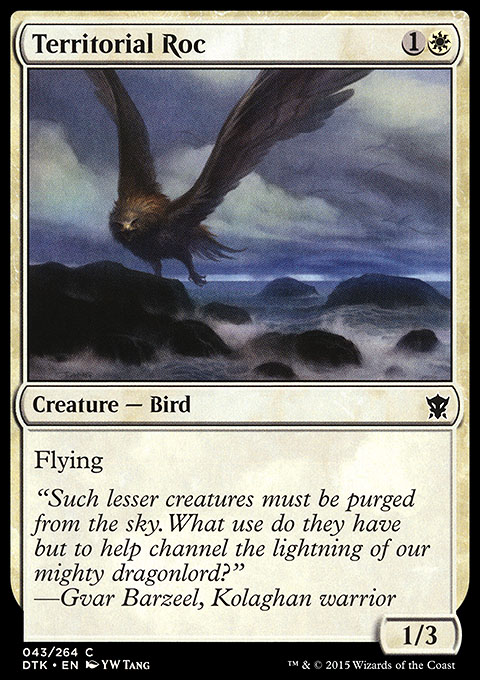 Territorial Roc 1
Creature — Bird
Flying
“Such lesser creatures must be purged
from the sky. What use do they have
but to help channel the lightning of our
mighty dragonlord?”
—Gvar Barzeel, Kolaghan warrior
1/3
043/264 C
DTK • EN YW Tang
™ & © 2015 Wizards of the Coast